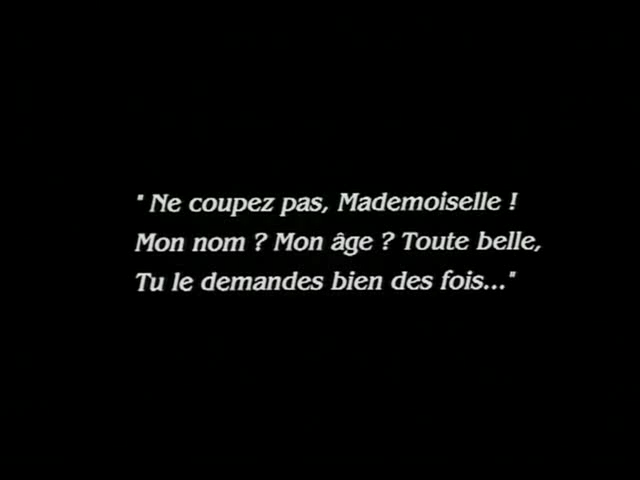 " Ne coupez pas, Mademoiselle !
Mon nom ? Mon âge ? Toute belle,
Tu le demandes bien des fois..."